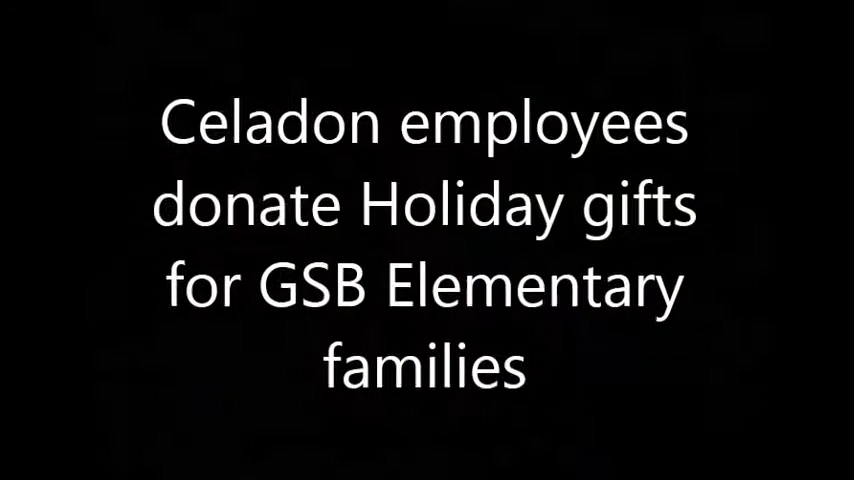 Celadon employees
donate Holiday gifts
for GSB Elementary
families